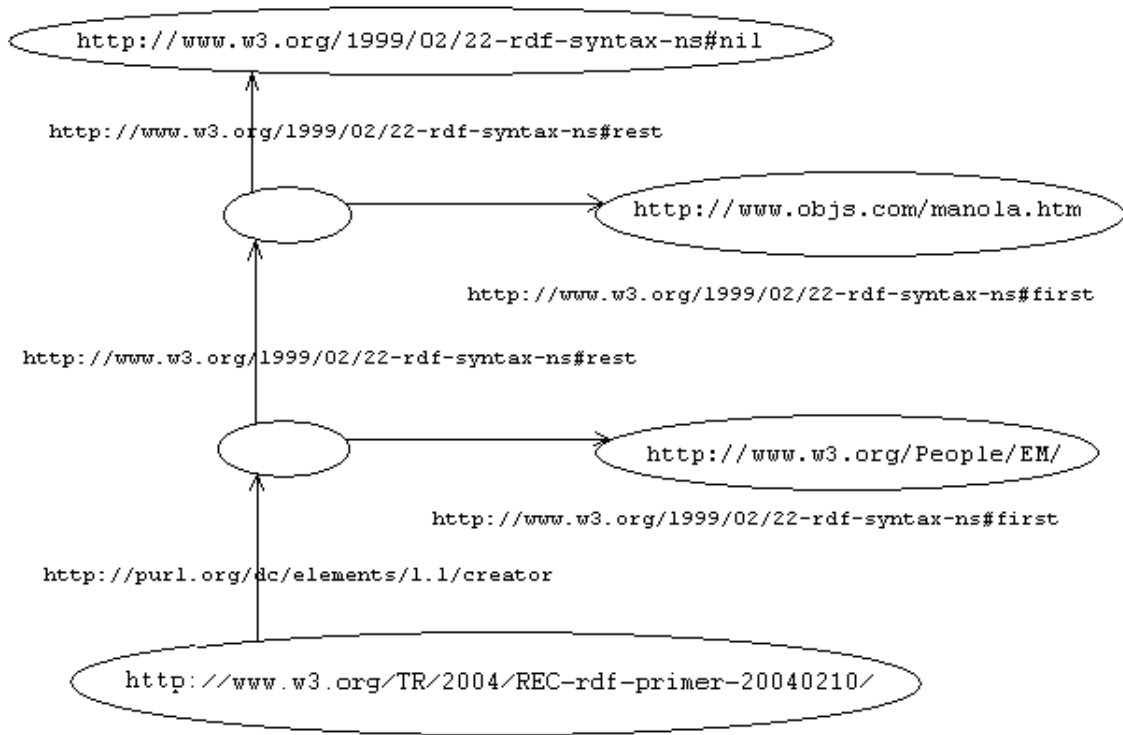 http://www.w3.org/1999/02/22-rdf-syntax-ns#nil
http://www.w3.org/1999/02/22-rdf-syntax-ns#rest
http://www.objs.com/manola.htm
http://www.w3.org/1999/02/22-rdf-syntax-ns#first
http://www.w3.org/1999/02/22-rdf-syntax-ns#rest
http://www.w3.org/People/EM/
http://www.w3.org/1999/02/22-rdf-syntax-ns#first
http://purl.org/dc/elements/1.1/creator
http://www.w3.org/TR/2004/REC-rdf-primer-20040210/